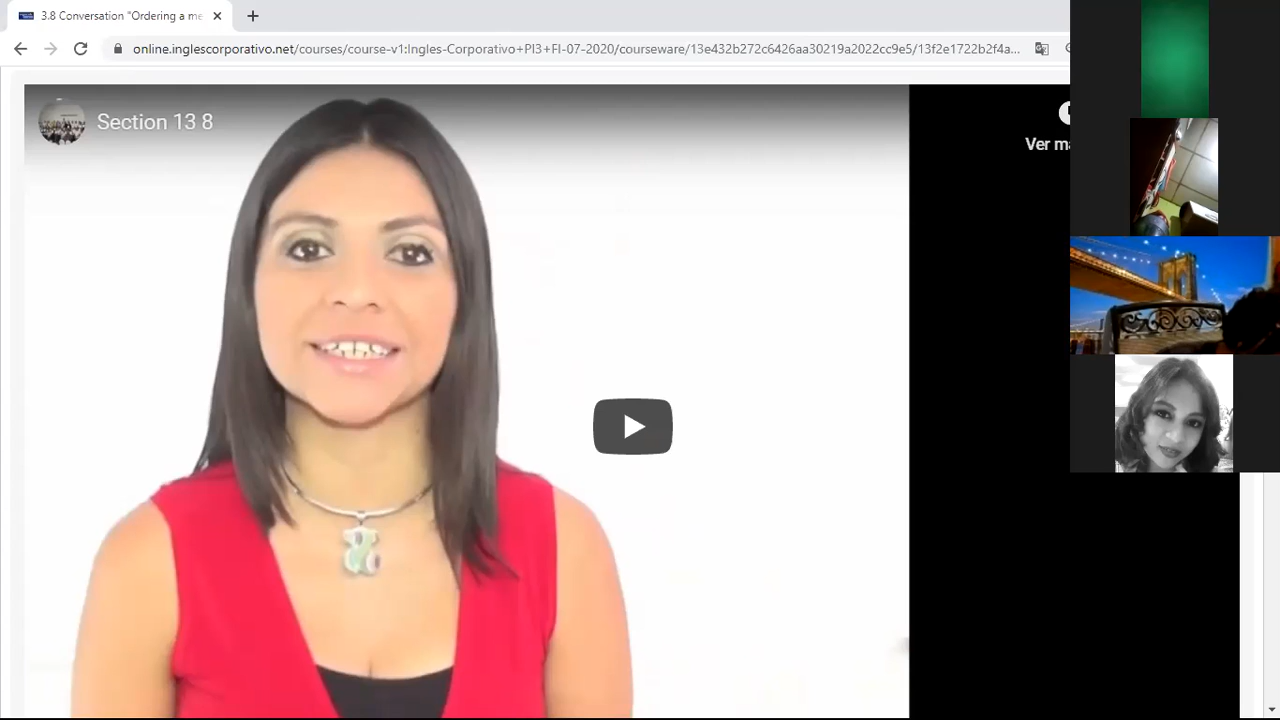 3.8 Conversation "Ordering a me
online.inglescorporativo.net/courses/course-v1:Ingles-Corporativo+PI3+FI-07-2020/courseware/13e432b272c6426aa30219a2022cc9e5/13f2e1722b2f4a...
Section 13 8
Ver má